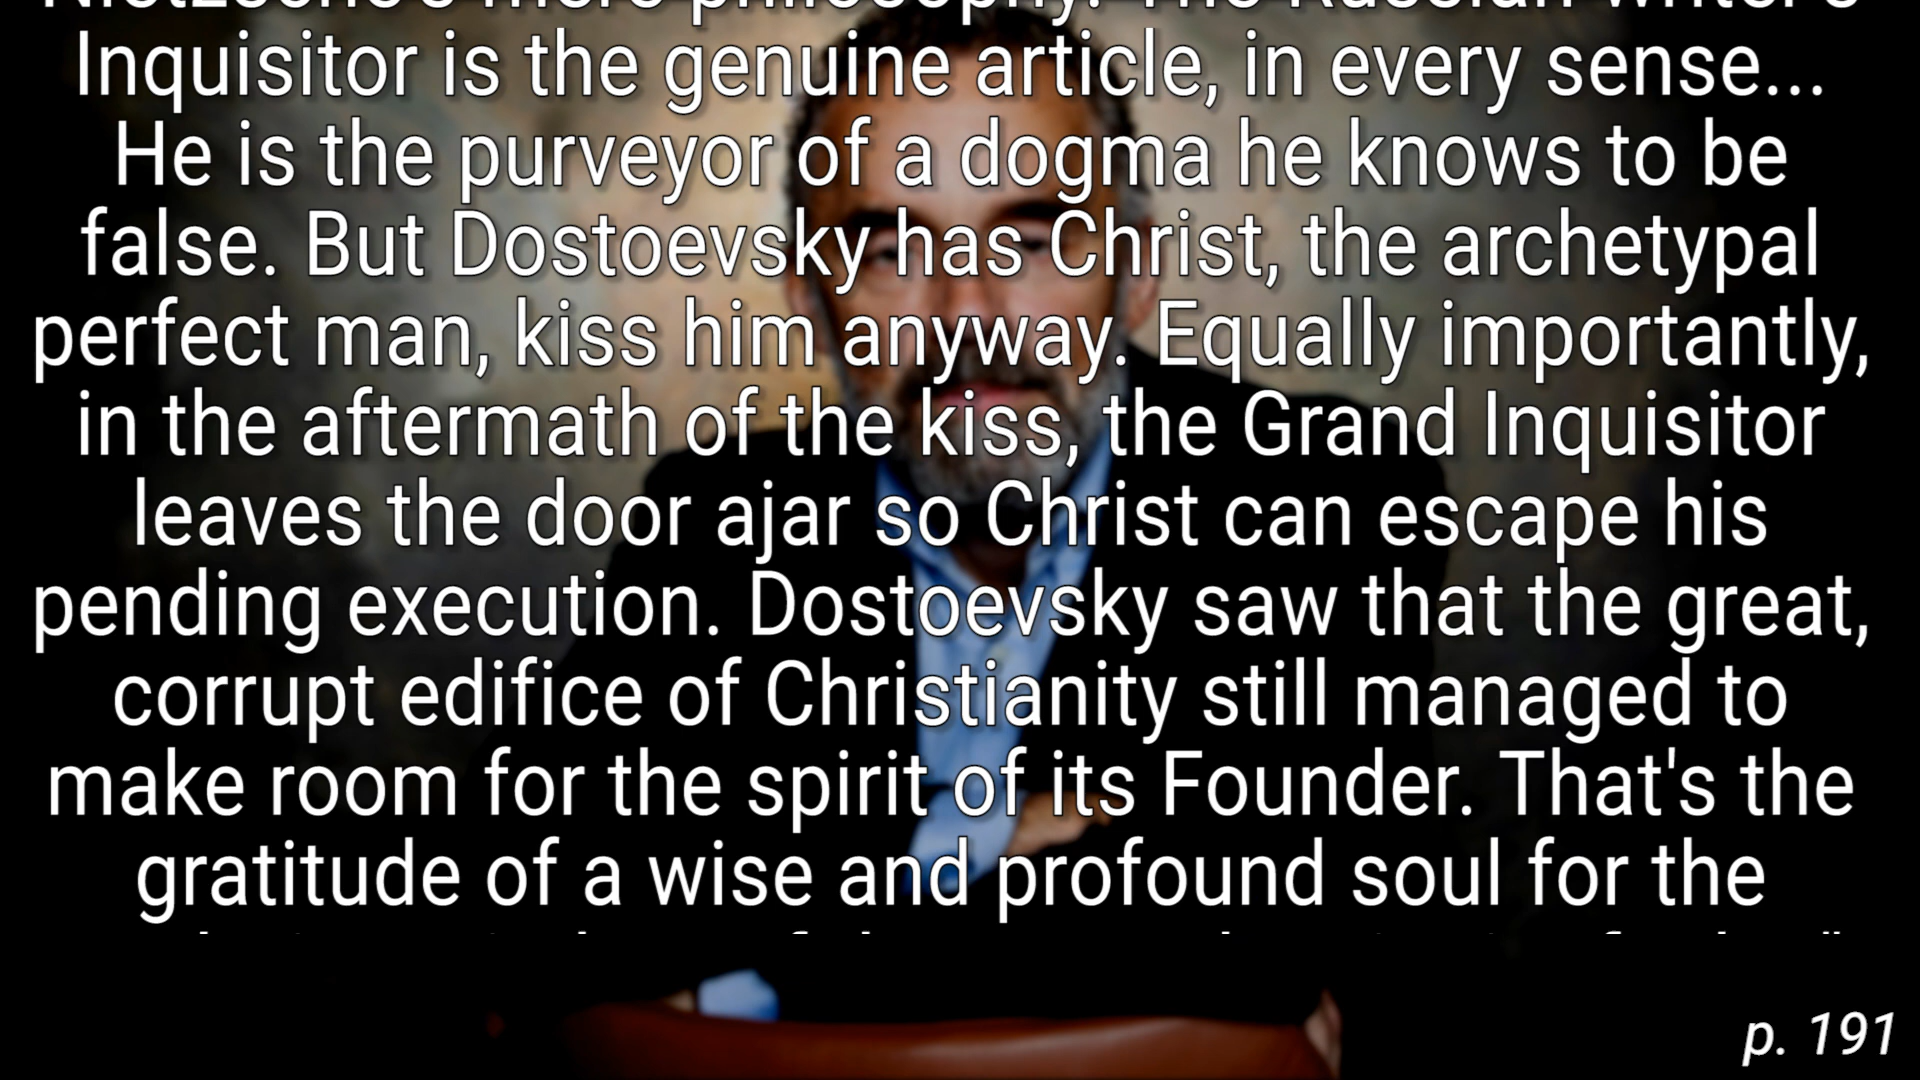 Nietzsche's mere philosophy. The Russian writer's
Inquisitor is the genuine article, in every sense...
He is the purveyor of a dogma he knows to be
false. But Dostoevsky has Christ, the archetypal
perfect man, kiss him anyway. Equally importantly,
in the aftermath of the kiss, the Grand Inquisitor
leaves the door ajar so Christ can escape his
pending execution. Dostoevsky saw that the great,
corrupt edifice of Christianity still managed to
make room for the spirit of its Founder. That's the
gratitude of a wise and profound soul for the
p. 191